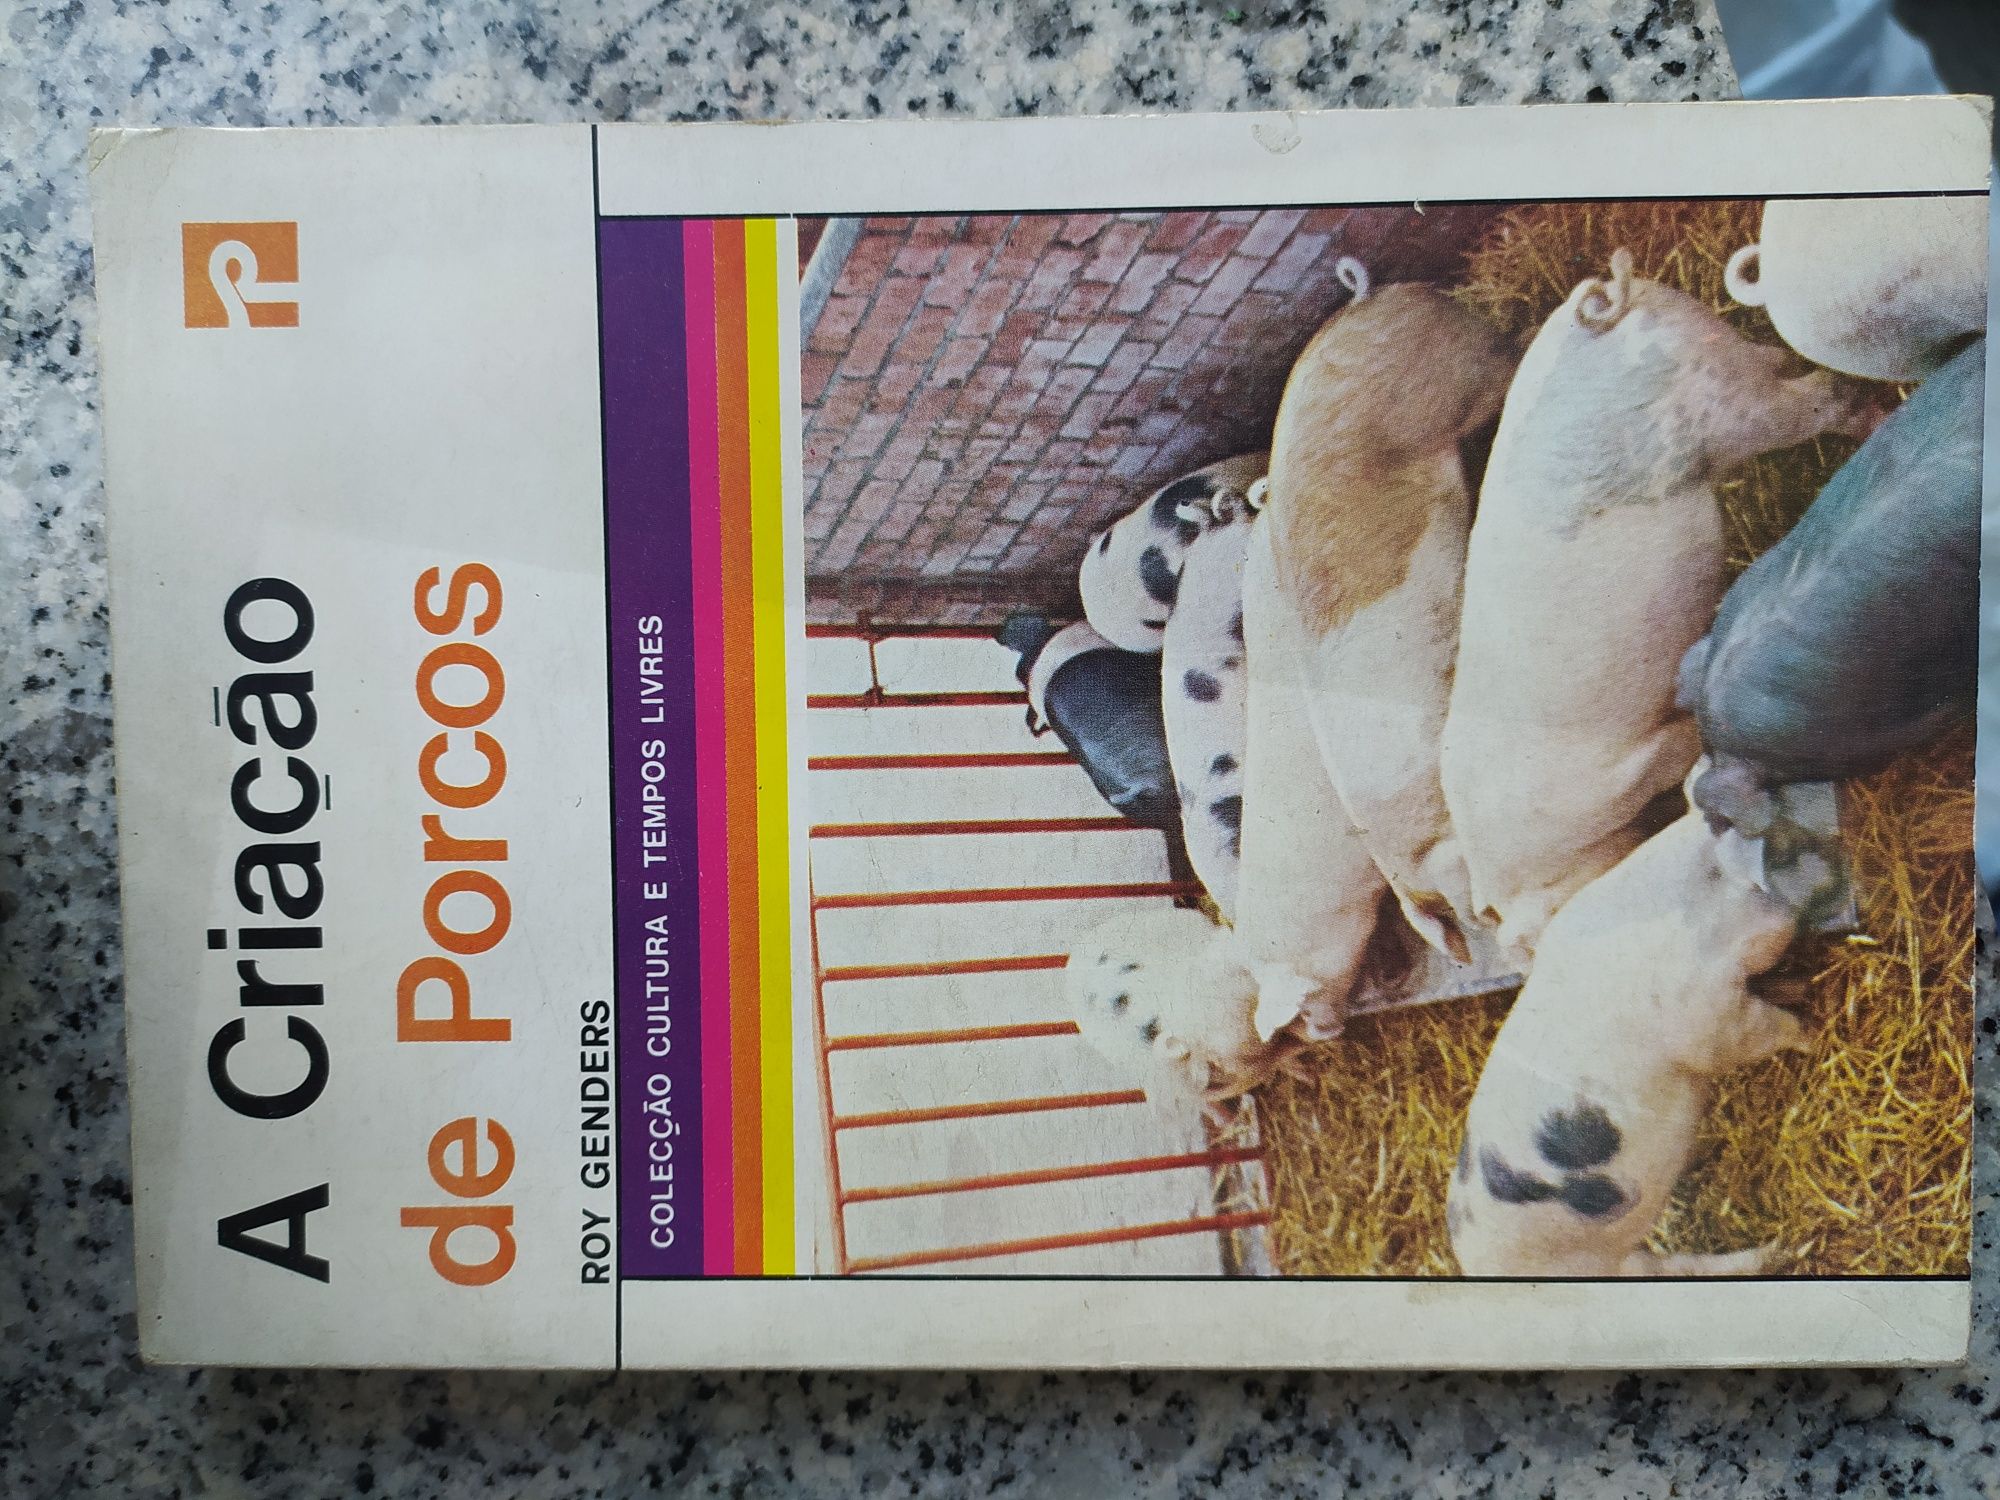 A Criação
de Porcos
ROY GENDERS
COLECÇÃO CULTURA E TEMPOS LIVRES